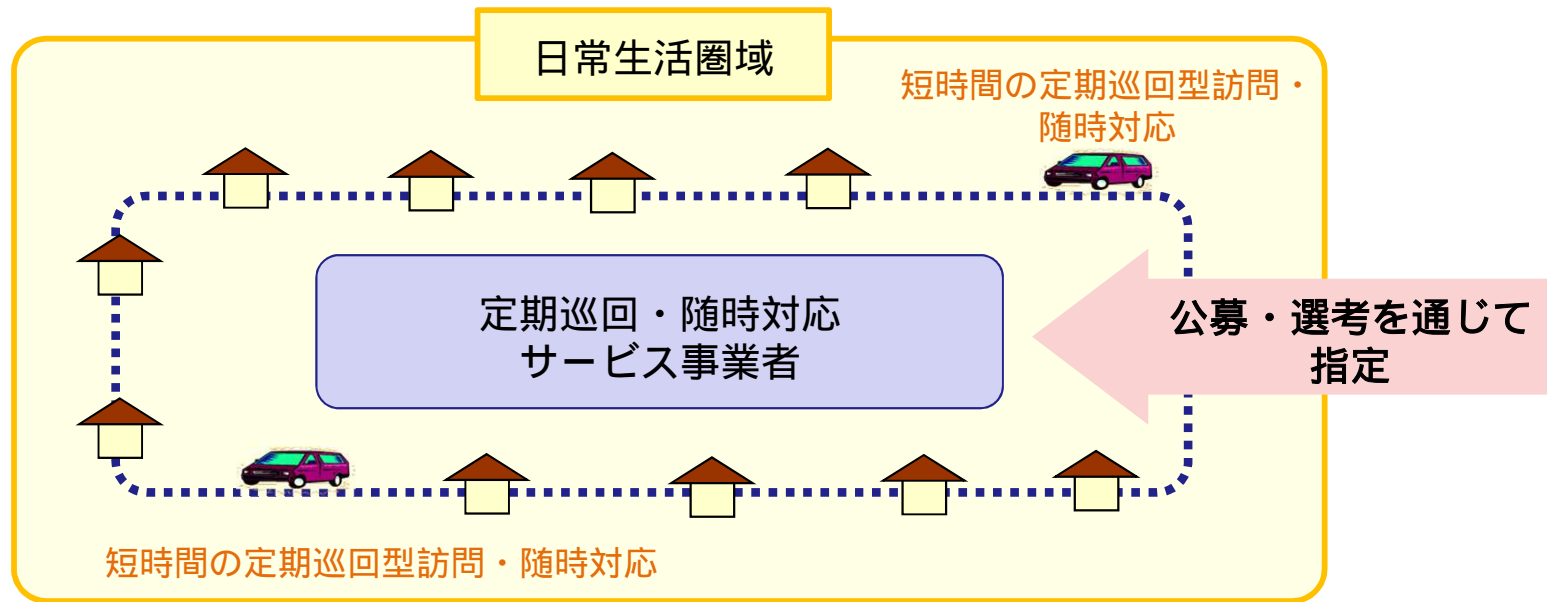 日常生活圏域
短時間の定期巡回型訪問・
随時対応
定期巡回・随時対応
サービス事業者
公募・選考を通じて
指定
短時間の定期巡回型訪問・随時対応